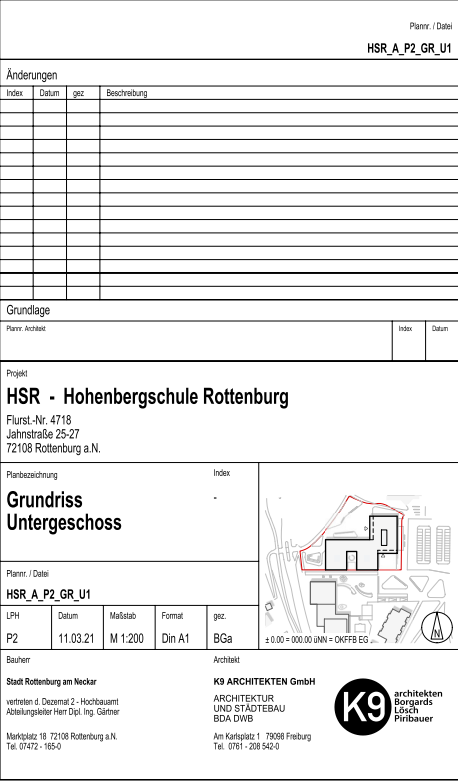 Plannr. / Datei
HSR_A_P2_GR_U1
Änderungen
Index Datum gez Beschreibung
Grundlage
Plannr. Architekt Index Datum
Projekt
HSR - Hohenbergschule Rottenburg
Flurst.-Nr. 4718
Jahnstraße 25-27
72108 Rottenburg a.N.
Planbezeichnung Index
Grundriss -
Untergeschoss
Plannr. / Datei
HSR_A_P2_GR_U1
LPH Datum Maßstab Format gez.
P2 11.03.21 M 1:200 Din A1 BGa
± 0.00 = 000.00 üNN = OKFFB EG
N
Bauherr Architekt
Stadt Rottenburg am Neckar K9 ARCHITEKTEN GmbH
vertreten d. Dezernat 2 - Hochbauamt ARCHITEKTUR
Abteilungsleiter Herr Dipl. Ing. Gärtner UND STÄDTEBAU
BDA DWB
Marktplatz 18 72108 Rottenburg a.N. Am Karlsplatz 1 79098 Freiburg
Tel. 07472 - 165-0 Tel. 0761 - 208 542-0
K9
architekten
Borgards
Lösch
Piribauer